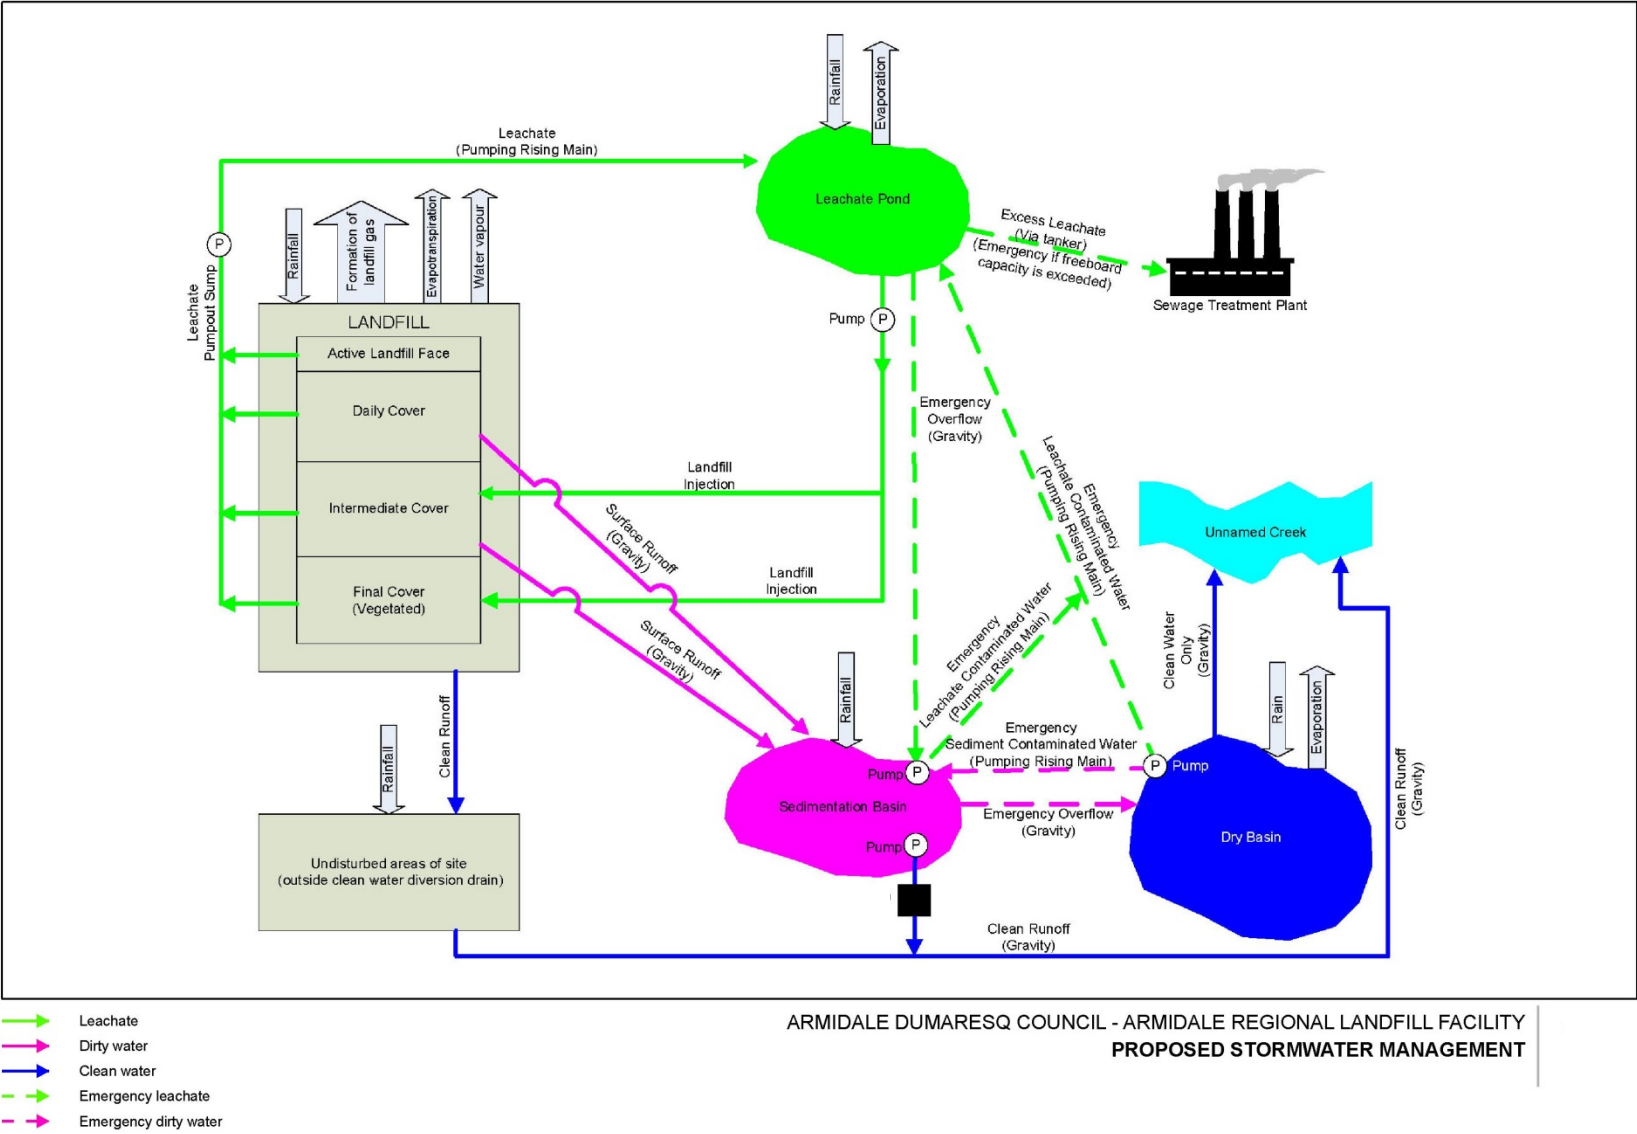 Rainfall
Evaporation
Leachate
(Pumping Rising Main)
Leachate Pond
Excess Leachate
(Via tanker)
(Emergency if freeboard
capacity is exceeded)
Sewage Treatment Plant
P
Leachate
Pumpout Sump
Rainfall
Formation of
landfill gas
Evapotranspiration
Water vapour
LANDFILL
Active Landfill Face
Daily Cover
Intermediate Cover
Final Cover
(Vegetated)
Pump P
Emergency
Overflow
(Gravity)
Landfill
Injection
Landfill
Injection
Surface Runoff
(Gravity)
Surface Runoff
(Gravity)
Emergency
Leachate Contaminated Water
(Pumping Rising Main)
Emergency
Leachate Contaminated Water
(Pumping Rising Main)
Unnamed Creek
Clean Water
Only
(Gravity)
Rain
Evaporation
Clean Runoff
(Gravity)
Rainfall
Emergency
Sediment Contaminated Water
(Pumping Rising Main)
Pump P
P Pump
Sedimentation Basin
Emergency Overflow
(Gravity)
Dry Basin
Pump P
Clean Runoff
Rainfall
Undisturbed areas of site
(outside clean water diversion drain)
Clean Runoff
(Gravity)
Leachate
Dirty water
Clean water
Emergency leachate
Emergency dirty water
ARMIDALE DUMARESQ COUNCIL - ARMIDALE REGIONAL LANDFILL FACILITY
PROPOSED STORMWATER MANAGEMENT